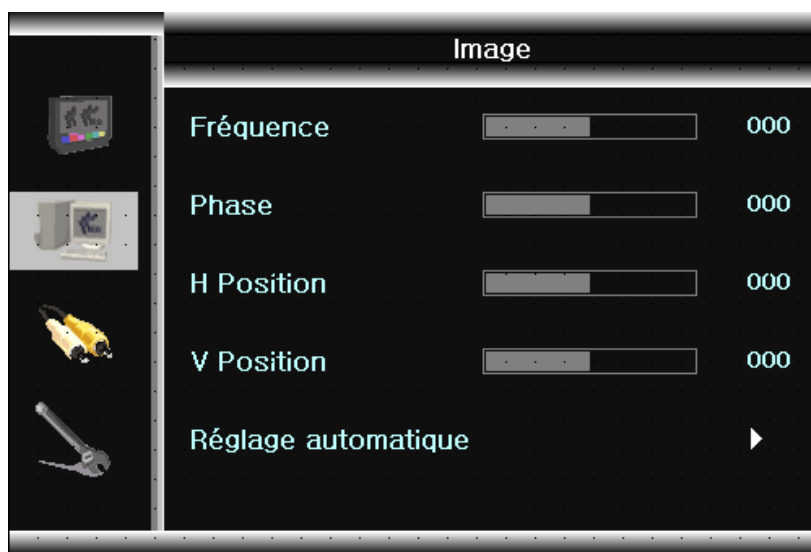 Image
Fréquence 000
Phase 000
H Position 000
V Position 000
Réglage automatique